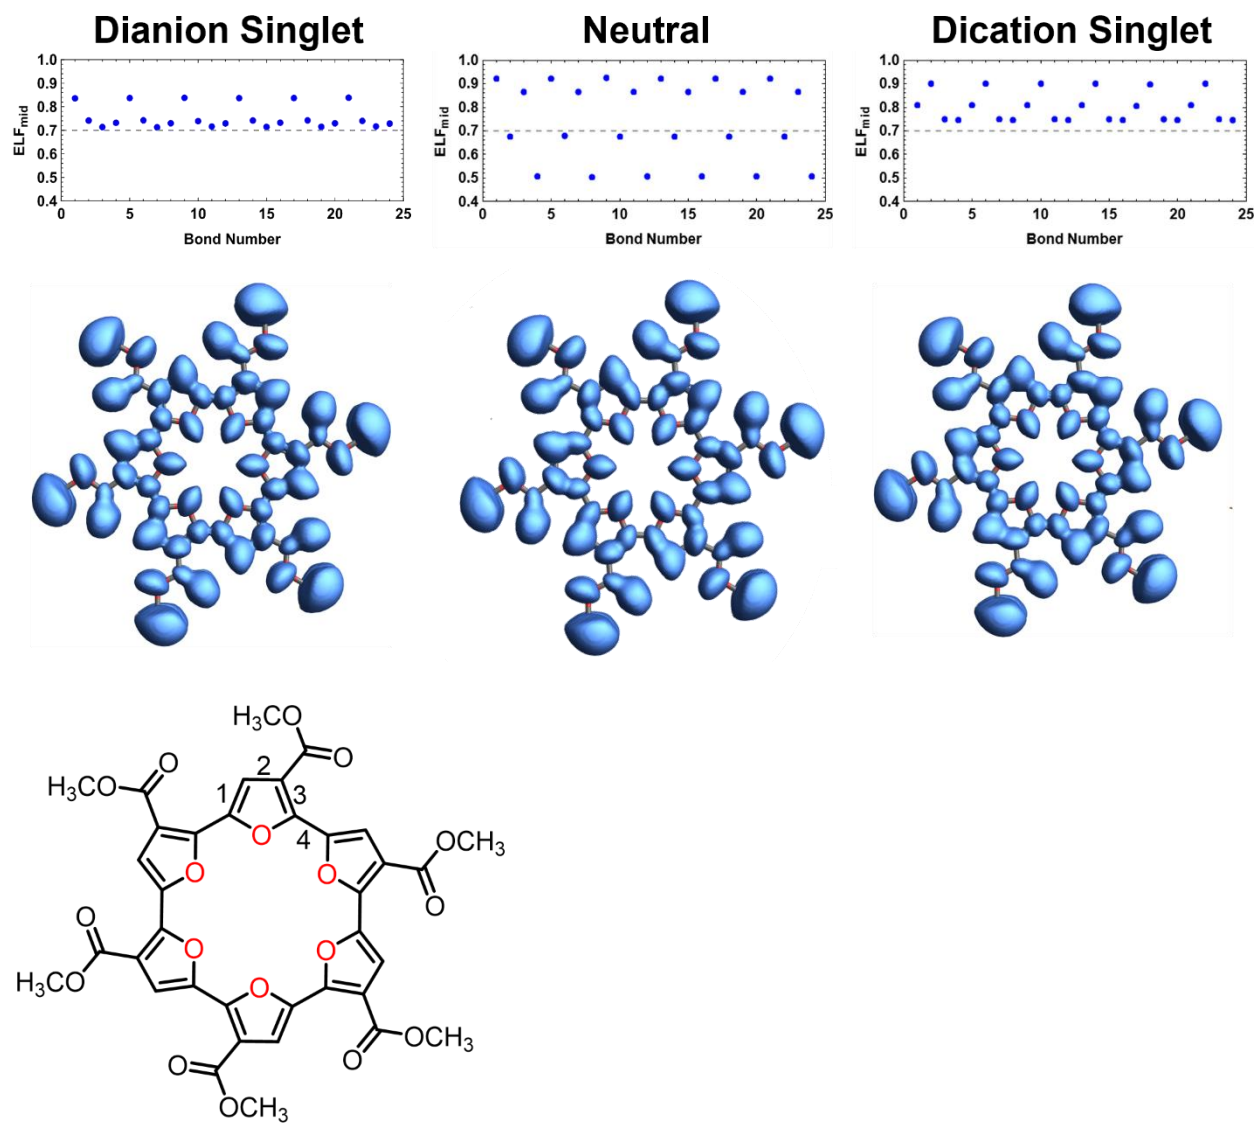 Dianion Singlet
Neutral
Dication Singlet
1.0
0.9
0.8
0.7
0.6
0.5
0.4
0 5 10 15 20 25
ELFmid
Bond Number
1.0
0.9
0.8
0.7
0.6
0.5
0.4
0 5 10 15 20 25
ELFmid
Bond Number
1.0
0.9
0.8
0.7
0.6
0.5
0.4
0 5 10 15 20 25
ELFmid
Bond Number
H₃CO
O
2
1
3
4
O
H₃CO
O
O
OCH₃
O
O
O
H₃CO
O
O
O
OCH₃
O
O
OCH₃